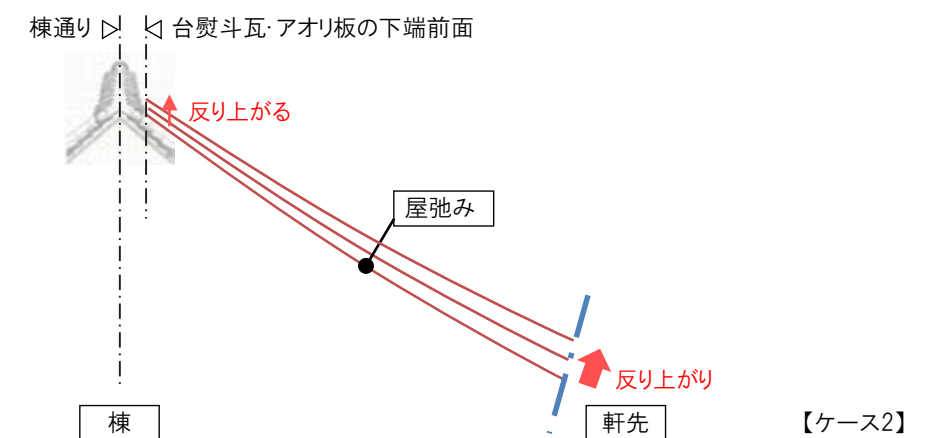 棟通り ▷ ◁ 台熨斗瓦・アオリ板の下端前面
反り上がる
屋弛み
反り上がり
棟
軒先
【ケース2】